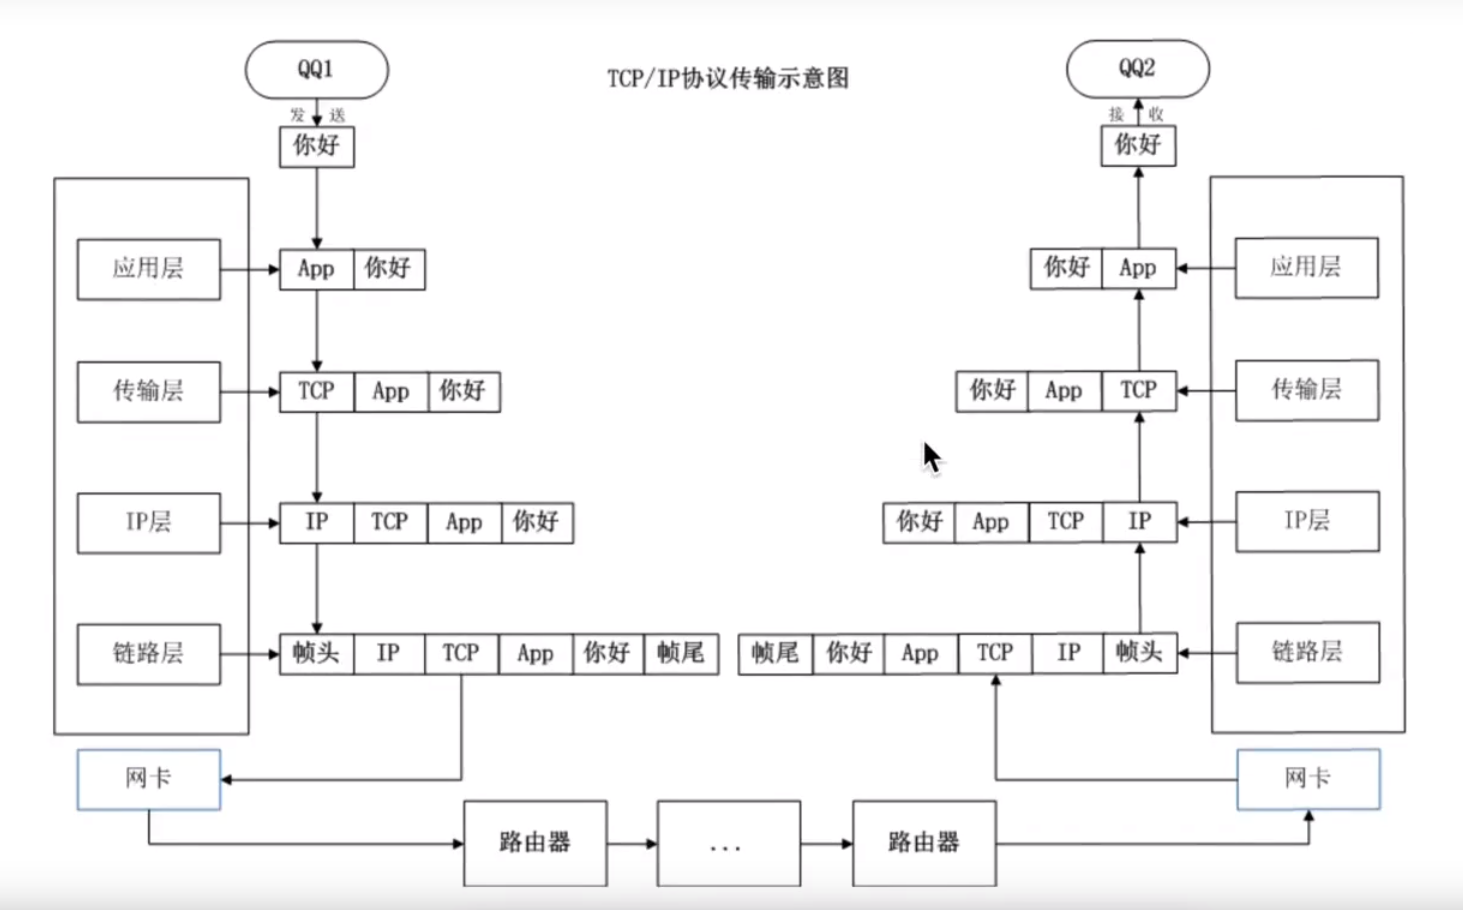 QQ1
TCP/IP协议传输示意图
QQ2
发 送
接 收
你好
你好
应用层
App 你好
你好 App
应用层
传输层
TCP App 你好
你好 App TCP
传输层
IP层
IP TCP App 你好
你好 App TCP IP
IP层
链路层
帧头 IP TCP App 你好 帧尾
帧尾 你好 App TCP IP 帧头
链路层
网卡
网卡
路由器
...
路由器